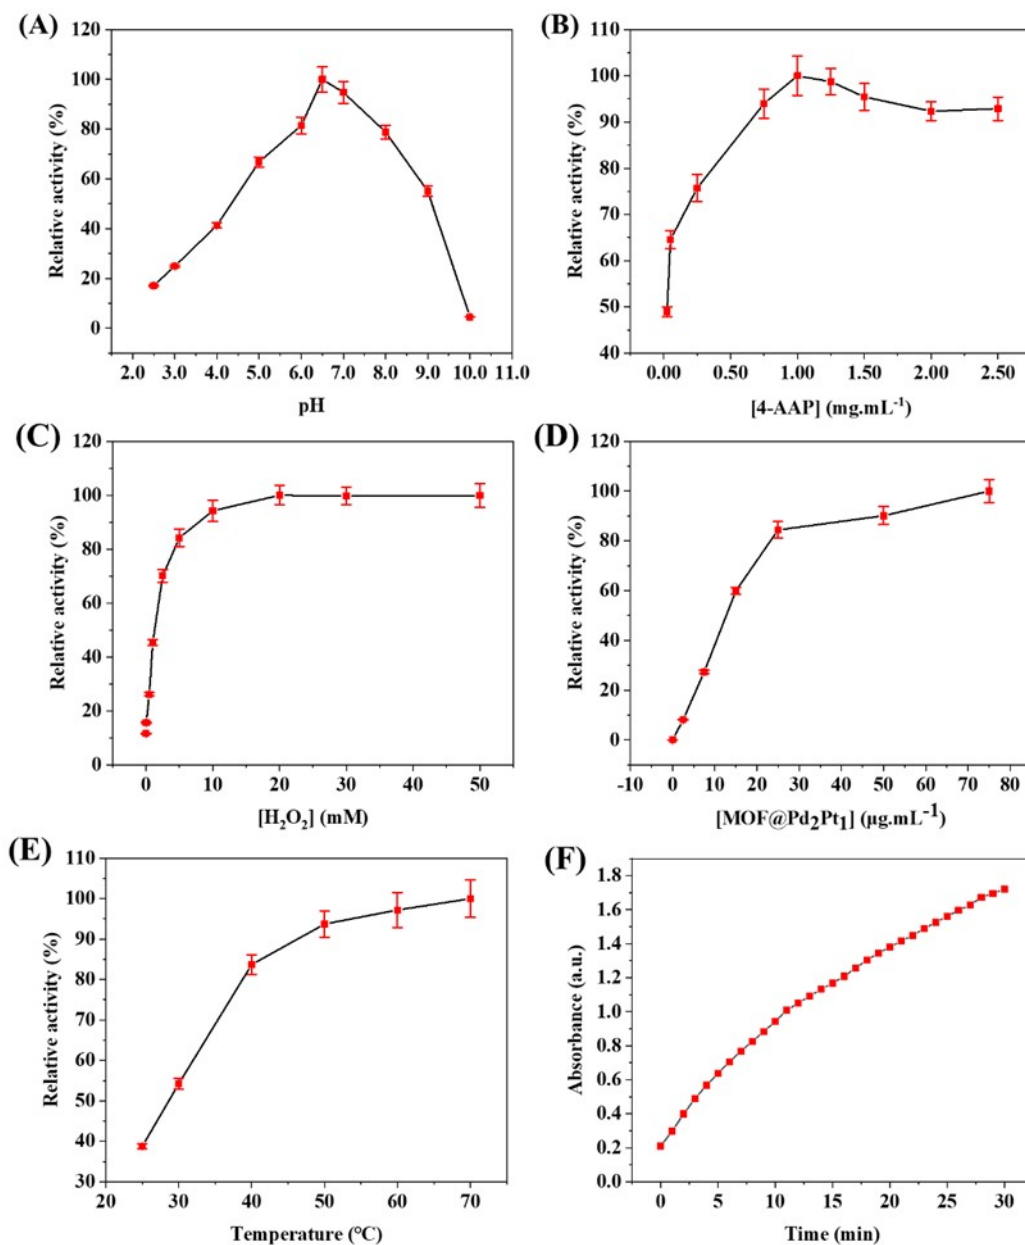 (A)
Relative activity (%)
120
100
80
60
40
20
0
2.0 3.0 4.0 5.0 6.0 7.0 8.0 9.0 10.0 11.0
pH
(B)
Relative activity (%)
110
100
90
80
70
60
50
40
0.00 0.50 1.00 1.50 2.00 2.50
[4-AAP] (mg.mL⁻¹)
(C)
Relative activity (%)
120
100
80
60
40
20
0
0 10 20 30 40 50
[H₂O₂] (mM)
(D)
Relative activity (%)
120
100
80
60
40
20
0
-10 0 10 20 30 40 50 60 70 80
[MOF@Pd₂Pt₁] (µg.mL⁻¹)
(E)
Relative activity (%)
110
100
90
80
70
60
50
40
30
20 30 40 50 60 70
Temperature (°C)
(F)
Absorbance (a.u.)
1.8
1.6
1.4
1.2
1.0
0.8
0.6
0.4
0.2
0.0
0 5 10 15 20 25 30
Time (min)